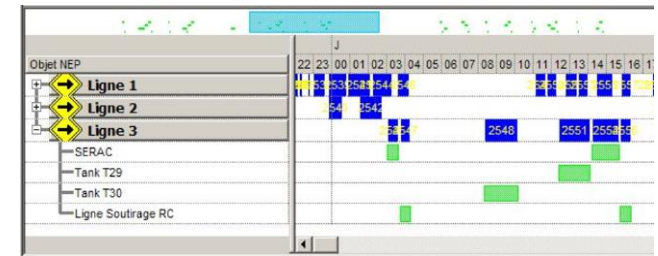 J
Objet NEP
22 23 00 01 02 03 04 05 06 07 08 09 10 11 12 13 14 15 16
Ligne 1
Ligne 2
2542
Ligne 3
2548 2551
SERAC
Tank T29
Tank T30
Ligne Soutirage RC